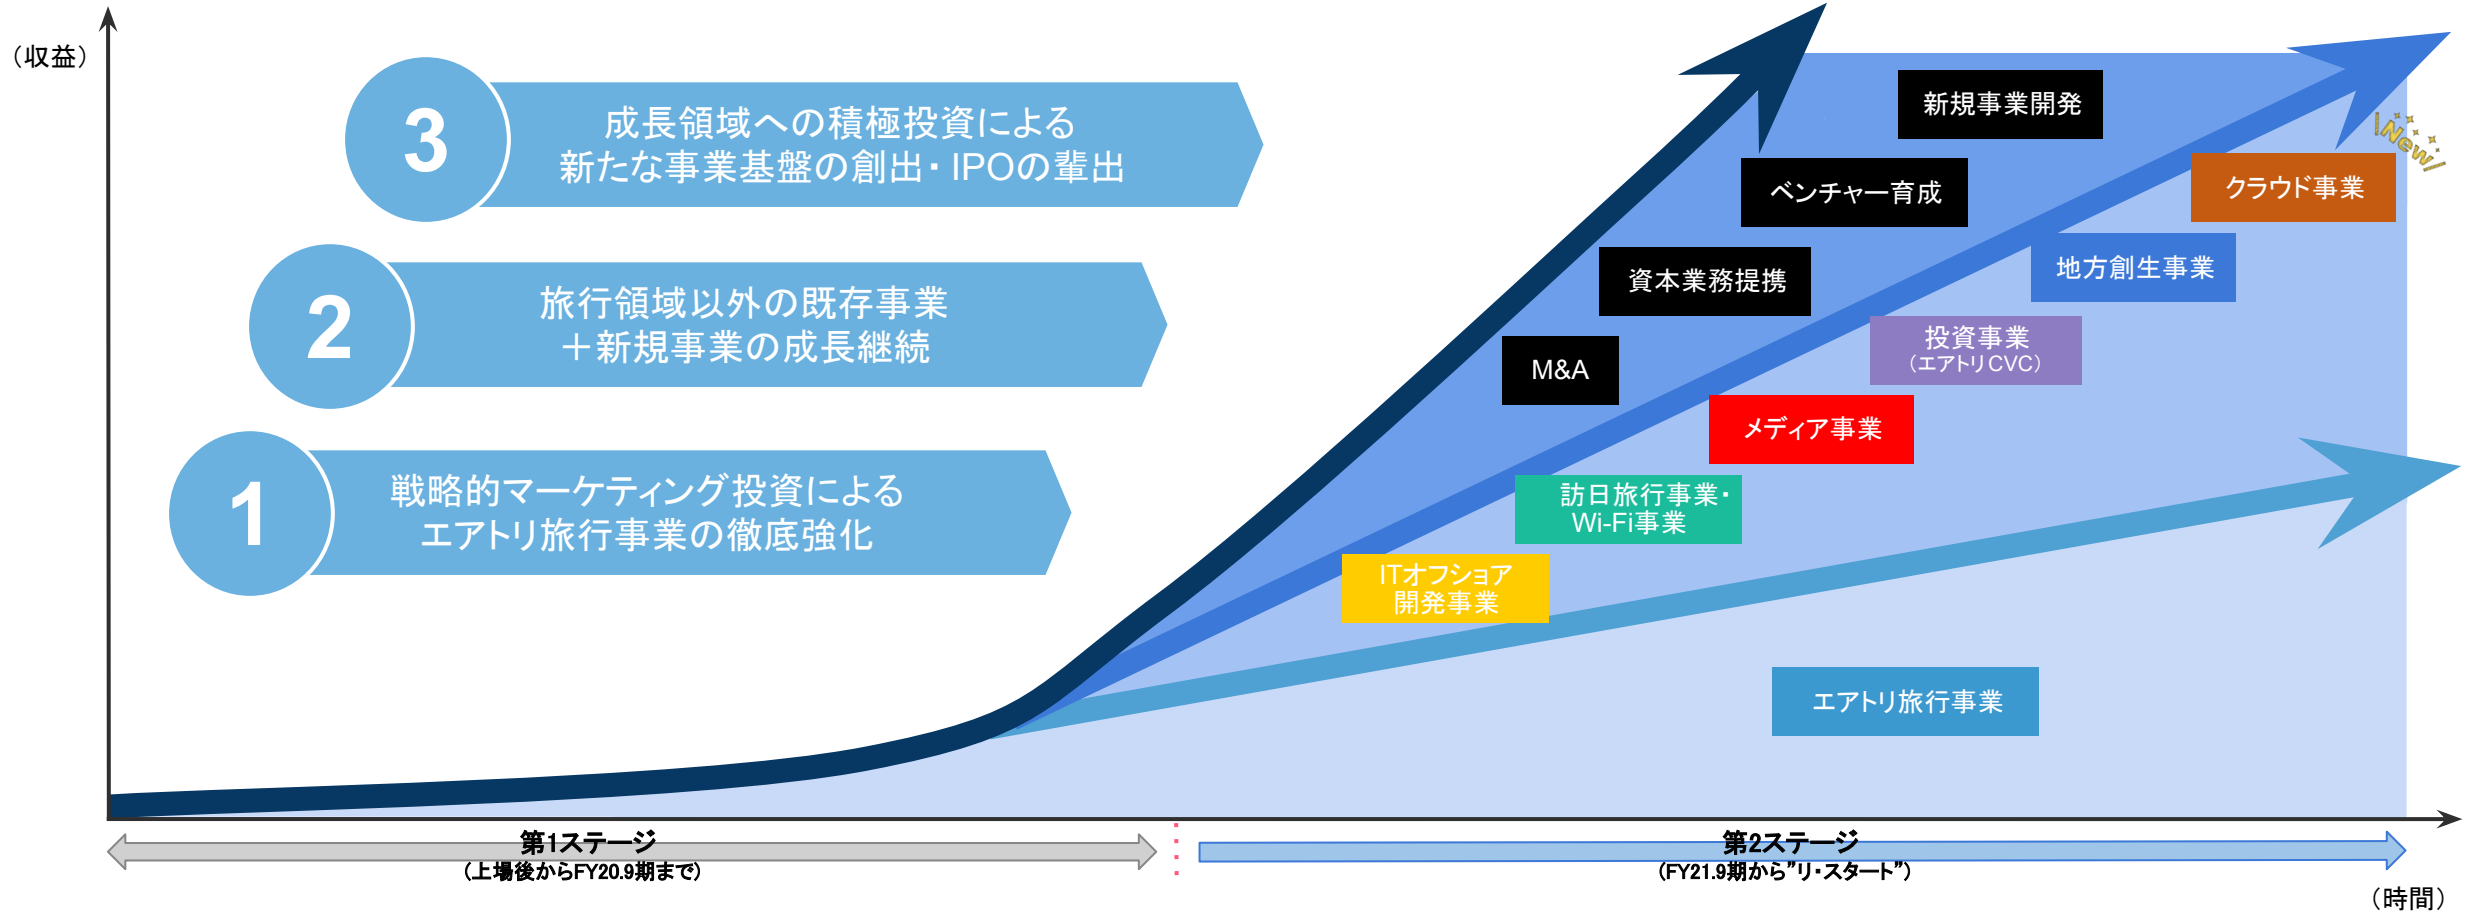 （収益）
3
成長領域への積極投資による
新たな事業基盤の創出・IPOの輩出
2
旅行領域以外の既存事業
＋新規事業の成長継続
1
戦略的マーケティング投資による
エアトリ旅行事業の徹底強化
新規事業開発
ベンチャー育成
資本業務提携
M&A
New
クラウド事業
地方創生事業
投資事業
（エアトリCVC）
メディア事業
訪日旅行事業・
Wi-Fi事業
ITオフショア
開発事業
エアトリ旅行事業
第1ステージ
（上場後からFY20.9期まで）
第2ステージ
（FY21.9期から”リ・スタート”）
（時間）